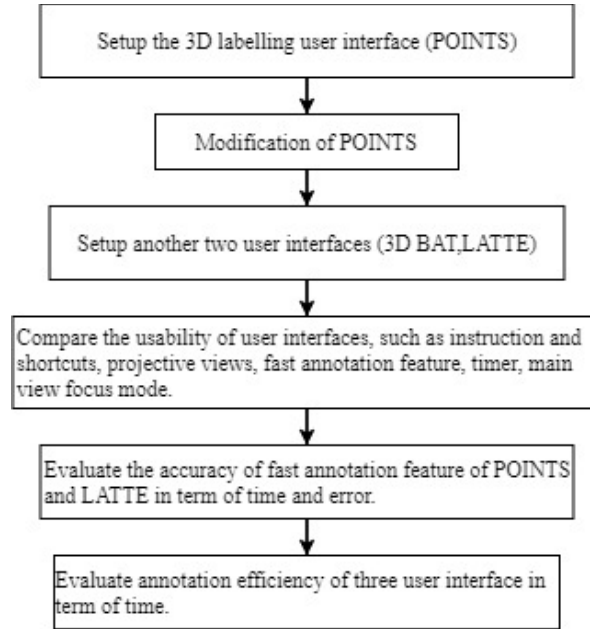 Setup the 3D labelling user interface (POINTS)
Modification of POINTS
Setup another two user interfaces (3D BAT,LATTE)
Compare the usability of user interfaces, such as instruction and
shortcuts, projective views, fast annotation feature, timer, main
view focus mode.
Evaluate the accuracy of fast annotation feature of POINTS
and LATTE in term of time and error.
Evaluate annotation efficiency of three user interface in
term of time.